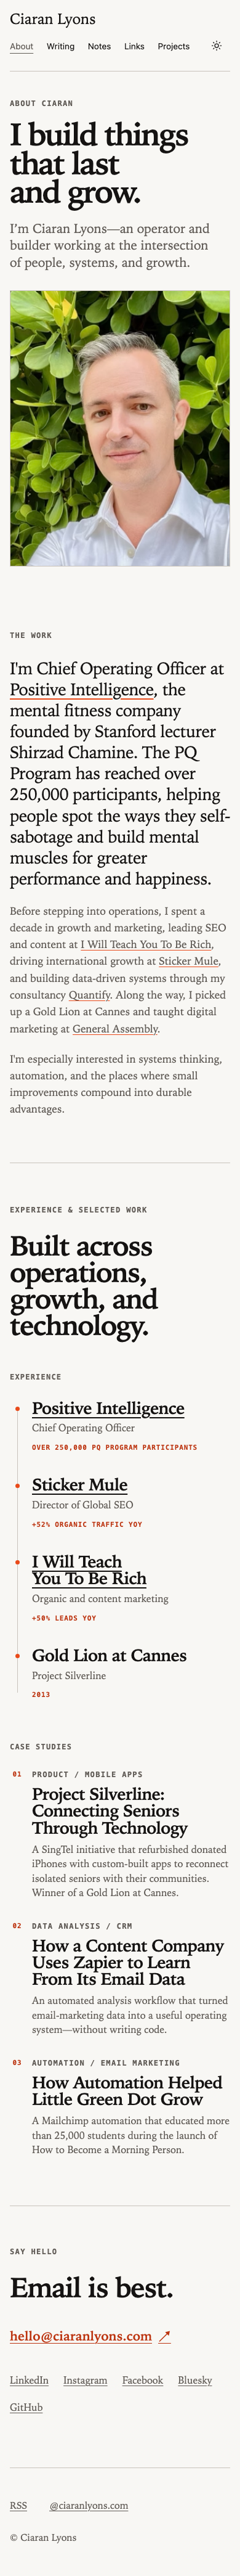 Ciaran Lyons
About Writing Notes Links Projects
ABOUT CIARAN
I build things
that last
and grow.
I’m Ciaran Lyons—an operator and
builder working at the intersection
of people, systems, and growth.
THE WORK
I'm Chief Operating Officer at
Positive Intelligence, the
mental fitness company
founded by Stanford lecturer
Shirzad Chamine. The PQ
Program has reached over
250,000 participants, helping
people spot the ways they self-
sabotage and build mental
muscles for greater
performance and happiness.
Before stepping into operations, I spent a
decade in growth and marketing, leading SEO
and content at I Will Teach You To Be Rich,
driving international growth at Sticker Mule,
and building data-driven systems through my
consultancy Quantify. Along the way, I picked
up a Gold Lion at Cannes and taught digital
marketing at General Assembly.
I'm especially interested in systems thinking,
automation, and the places where small
improvements compound into durable
advantages.
EXPERIENCE & SELECTED WORK
Built across
operations,
growth, and
technology.
EXPERIENCE
Positive Intelligence
Chief Operating Officer
OVER 250,000 PQ PROGRAM PARTICIPANTS
Sticker Mule
Director of Global SEO
+52% ORGANIC TRAFFIC YOY
I Will Teach
You To Be Rich
Organic and content marketing
+50% LEADS YOY
Gold Lion at Cannes
Project Silverline
2013
CASE STUDIES
01 PRODUCT / MOBILE APPS
Project Silverline:
Connecting Seniors
Through Technology
A SingTel initiative that refurbished donated
iPhones with custom-built apps to reconnect
isolated seniors with their communities.
Winner of a Gold Lion at Cannes.
02 DATA ANALYSIS / CRM
How a Content Company
Uses Zapier to Learn
From Its Email Data
An automated analysis workflow that turned
email-marketing data into a useful operating
system—without writing code.
03 AUTOMATION / EMAIL MARKETING
How Automation Helped
Little Green Dot Grow
A Mailchimp automation that educated more
than 25,000 students during the launch of
How to Become a Morning Person.
SAY HELLO
Email is best.
hello@ciaranlyons.com ↗
LinkedIn Instagram Facebook Bluesky
GitHub
RSS @ciaranlyons.com
© Ciaran Lyons